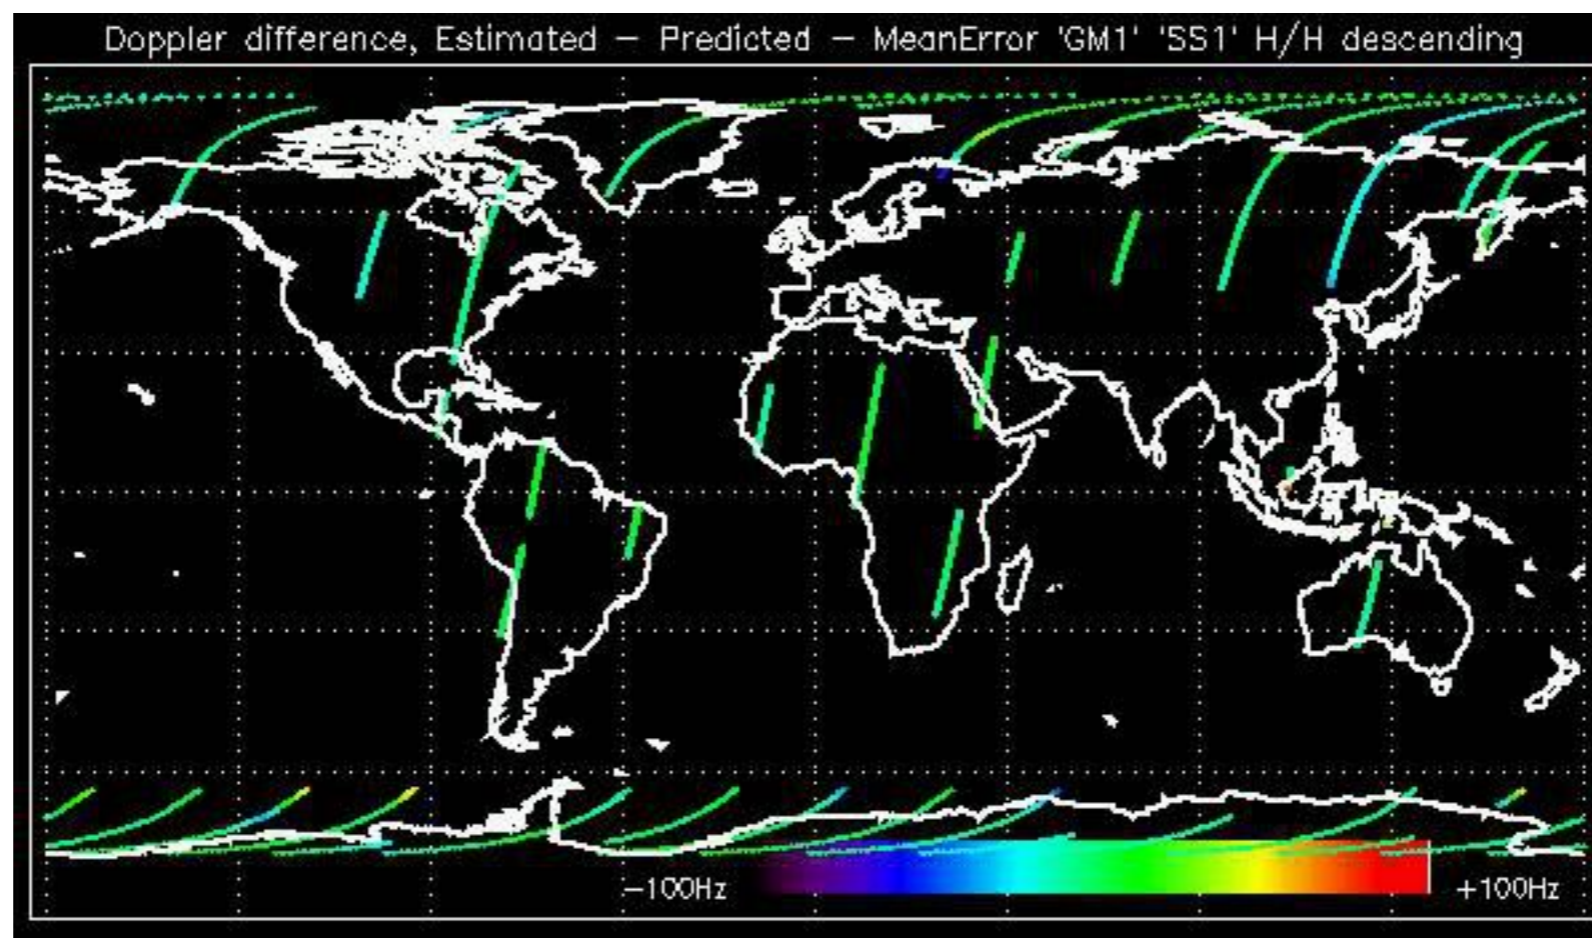 Doppler difference, Estimated – Predicted – MeanError 'GM1' 'SS1' H/H descending
−100Hz
+100Hz